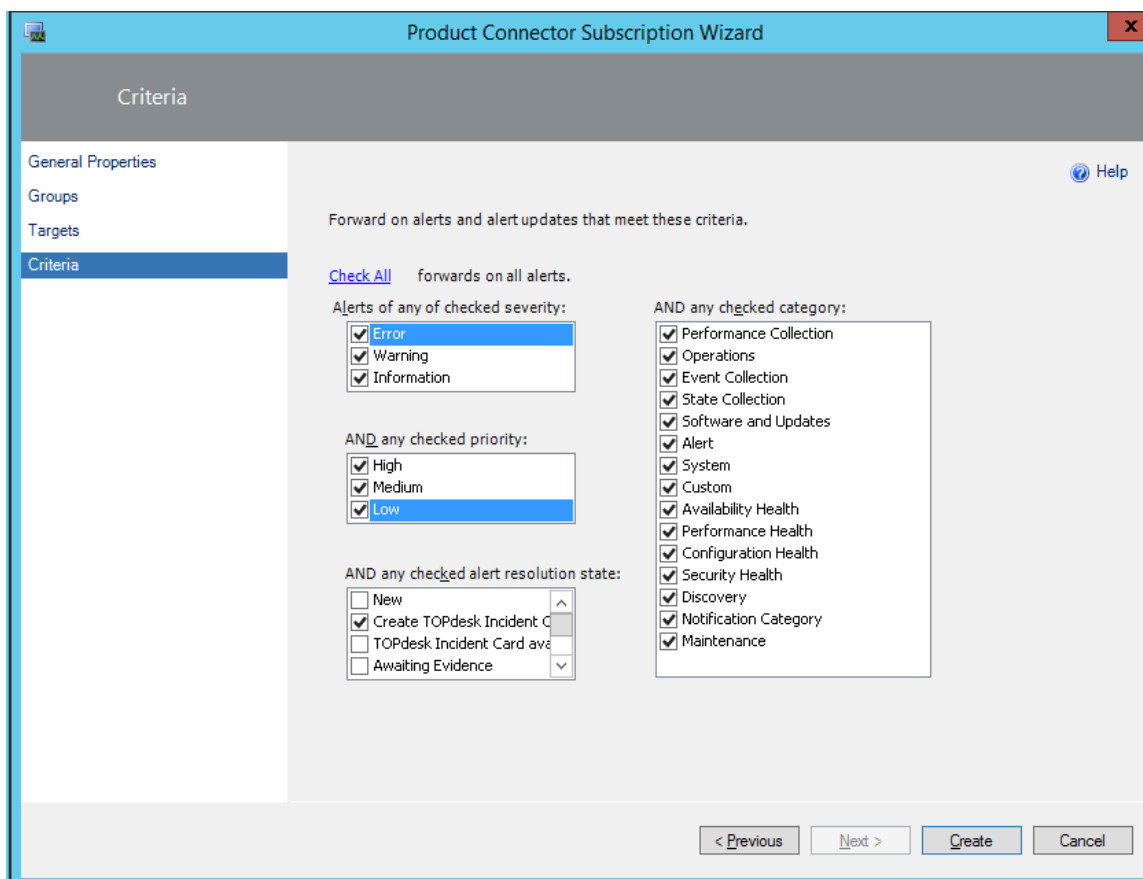 Product Connector Subscription Wizard
x
Criteria
General Properties
Groups
Targets
Criteria
Help
Forward on alerts and alert updates that meet these criteria.
Check All forwards on all alerts.
Alerts of any of checked severity:
Error
Warning
Information
AND any checked priority:
High
Medium
Low
AND any checked alert resolution state:
New
Create TOPdesk Incident C
TOPdesk Incident Card ava
Awaiting Evidence
AND any checked category:
Performance Collection
Operations
Event Collection
State Collection
Software and Updates
Alert
System
Custom
Availability Health
Performance Health
Configuration Health
Security Health
Discovery
Notification Category
Maintenance
< Previous
Next >
Create
Cancel